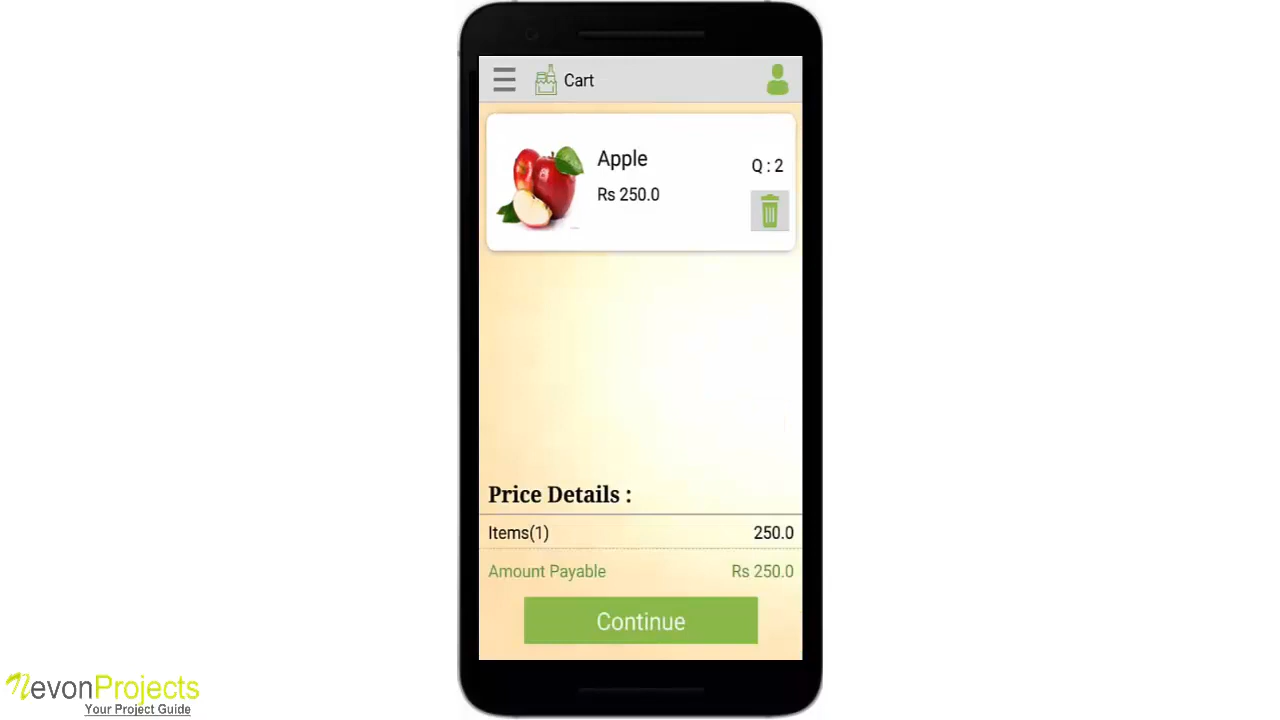 Cart
Apple
Q : 2
Rs 250.0
Price Details :
Items(1) 250.0
Amount Payable Rs 250.0
Continue
NevonProjects
Your Project Guide